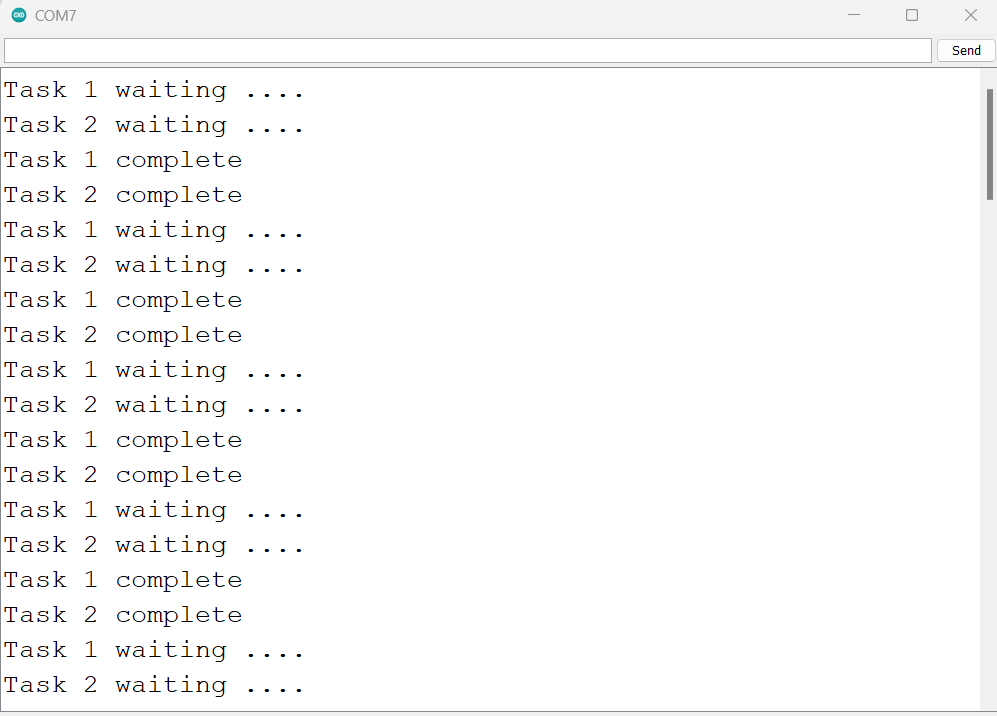 COM7
Send
Task 1 waiting ....
Task 2 waiting ....
Task 1 complete
Task 2 complete
Task 1 waiting ....
Task 2 waiting ....
Task 1 complete
Task 2 complete
Task 1 waiting ....
Task 2 waiting ....
Task 1 complete
Task 2 complete
Task 1 waiting ....
Task 2 waiting ....
Task 1 complete
Task 2 complete
Task 1 waiting ....
Task 2 waiting ....